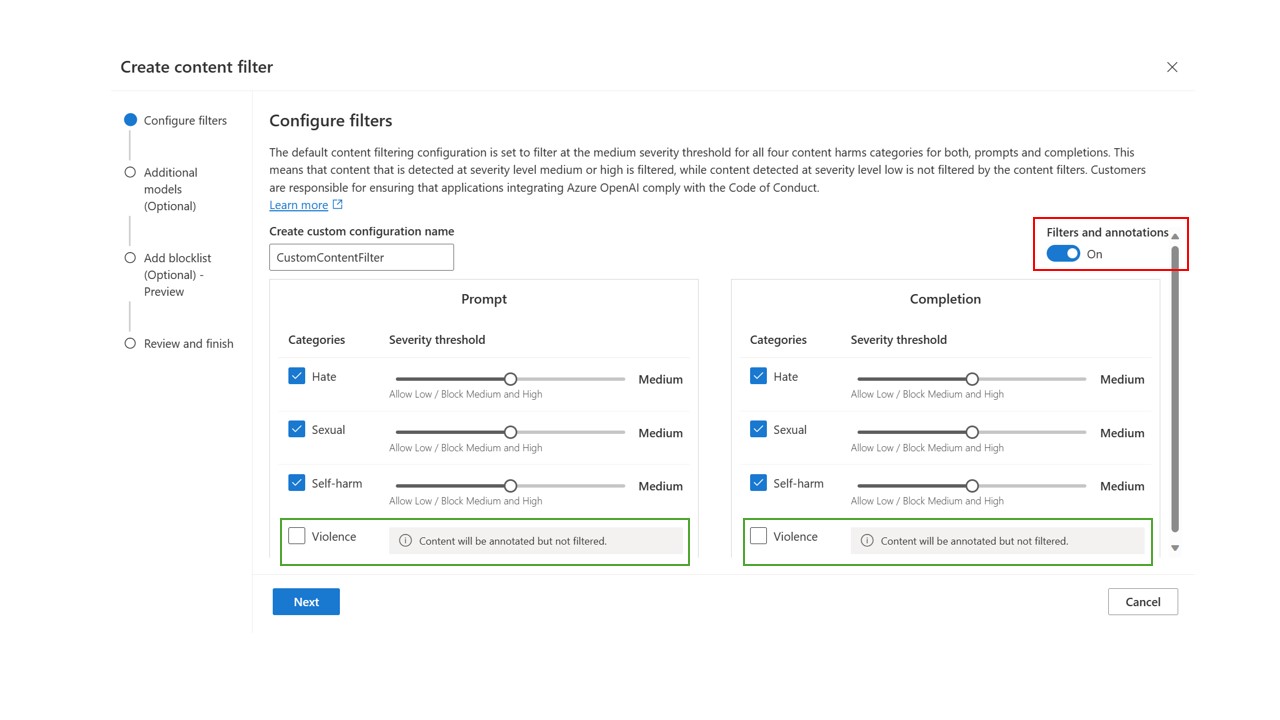 Create content filter
Configure filters
Additional
models
(Optional)
Add blocklist
(Optional) -
Preview
Review and finish
Configure filters
The default content filtering configuration is set to filter at the medium severity threshold for all four content harms categories for both, prompts and completions. This
means that content that is detected at severity level medium or high is filtered, while content detected at severity level low is not filtered by the content filters. Customers
are responsible for ensuring that applications integrating Azure OpenAI comply with the Code of Conduct.
Learn more
Create custom configuration name
CustomContentFilter
Filters and annotations
On
Prompt
Categories Severity threshold
Hate Medium
Allow Low / Block Medium and High
Sexual Medium
Allow Low / Block Medium and High
Self-harm Medium
Allow Low / Block Medium and High
Violence Content will be annotated but not filtered.
Completion
Categories Severity threshold
Hate Medium
Allow Low / Block Medium and High
Sexual Medium
Allow Low / Block Medium and High
Self-harm Medium
Allow Low / Block Medium and High
Violence Content will be annotated but not filtered.
Next
Cancel